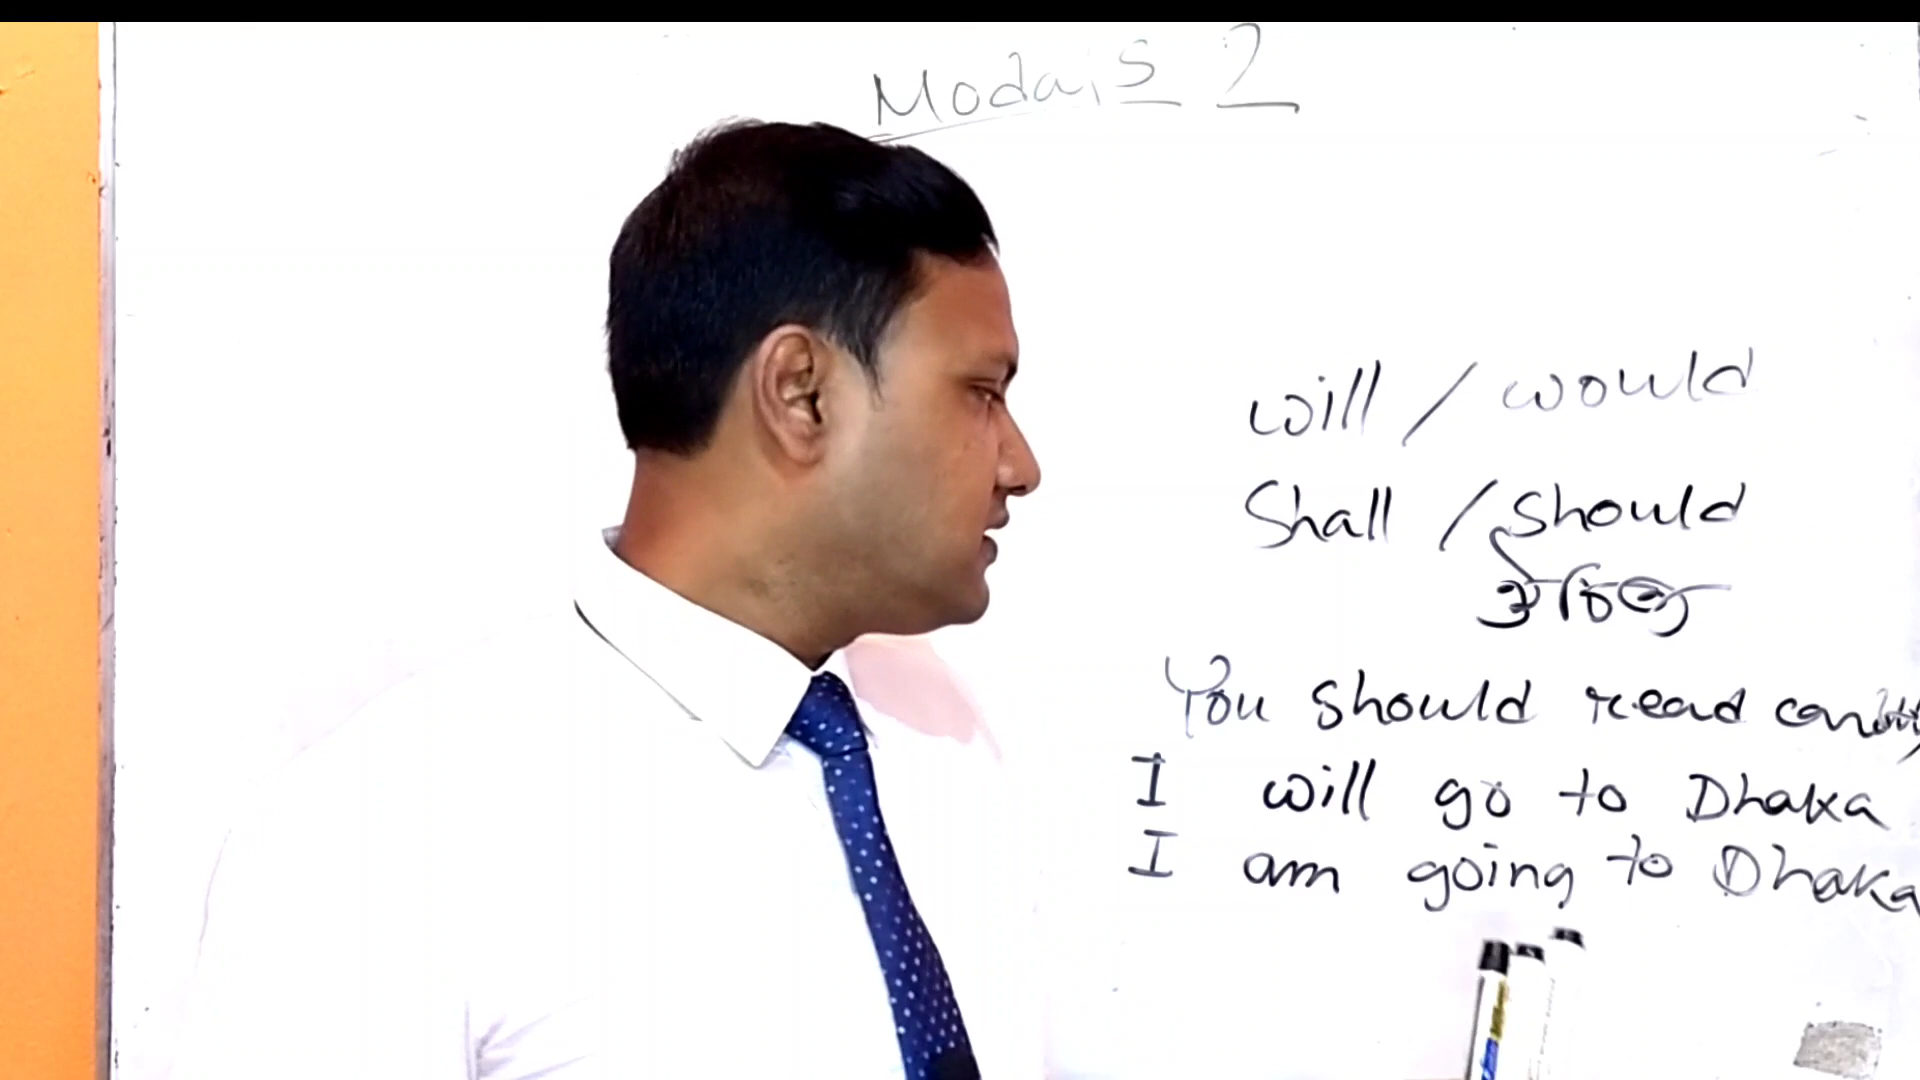 Modals 2
will / would
Shall / should
উচিত
You should read
I will go to Dhaka
I am going to Dhaka